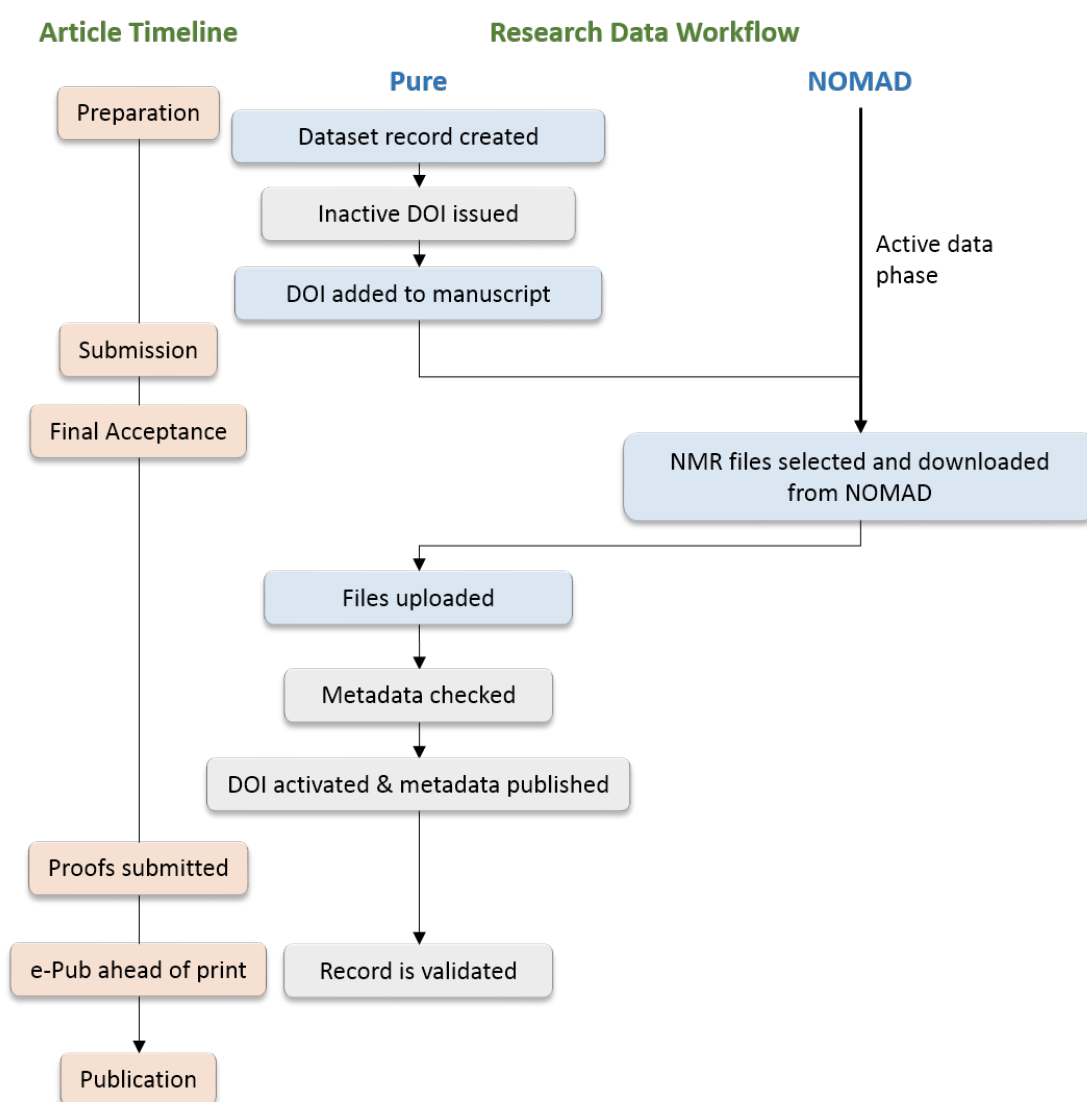 Article Timeline
Research Data Workflow
Pure
NOMAD
Preparation
Dataset record created
Inactive DOI issued
Active data
phase
DOI added to manuscript
Submission
Final Acceptance
NMR files selected and downloaded
from NOMAD
Files uploaded
Metadata checked
DOI activated & metadata published
Proofs submitted
e-Pub ahead of print
Record is validated
Publication